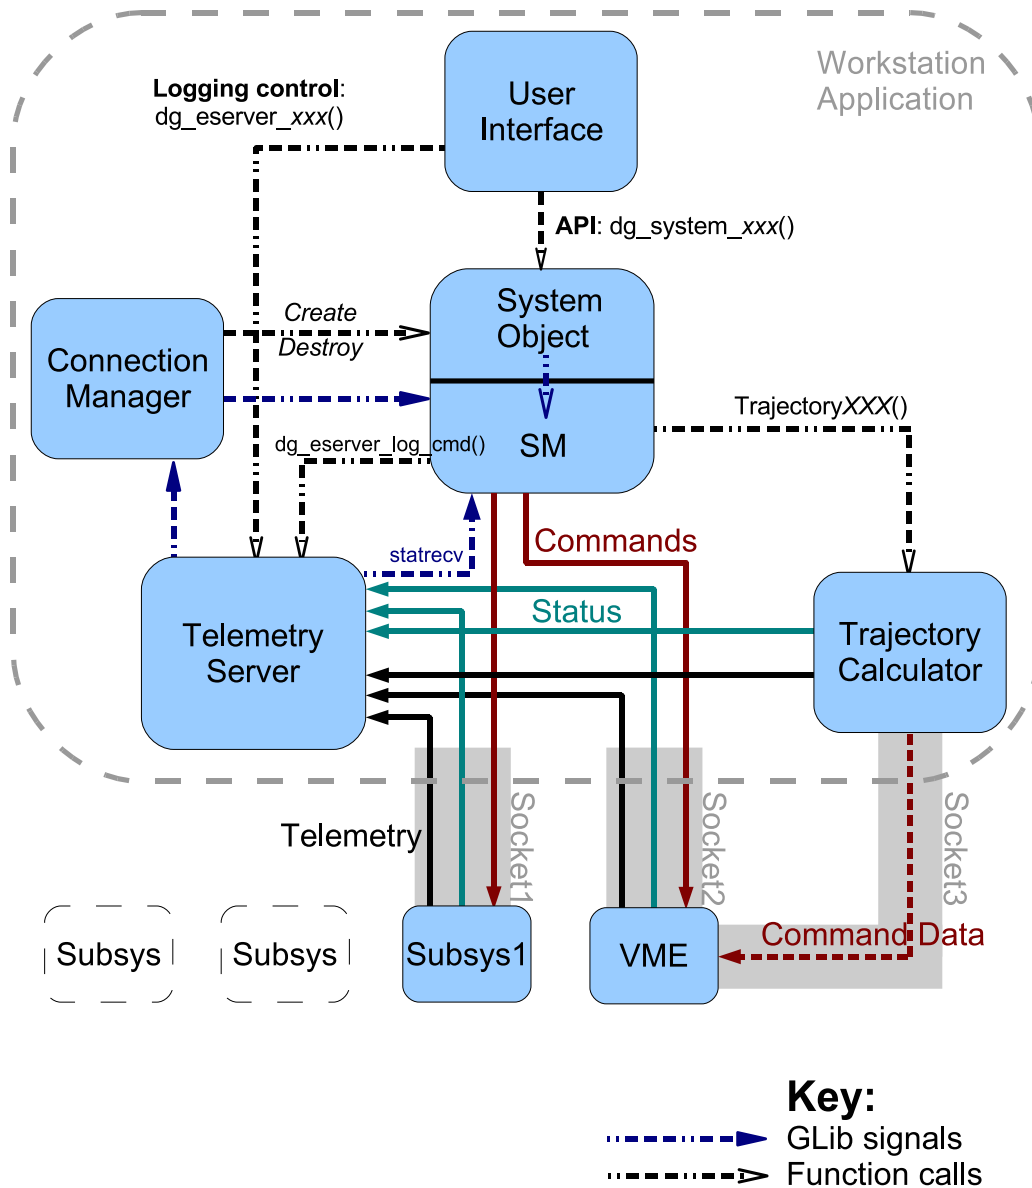 Workstation
Application
Logging control:
dg_eserver_xxx()
User
Interface
API: dg_system_xxx()
System
Object
Create
Destroy
Connection
Manager
SM
TrajectoryXXX()
dg_eserver_log_cmd()
Commands
statrecv
Status
Telemetry
Server
Trajectory
Calculator
Telemetry
Socket1
Socket2
Socket3
Subsys
Subsys
Subsys1
VME
Command Data
Key:
GLib signals
Function calls